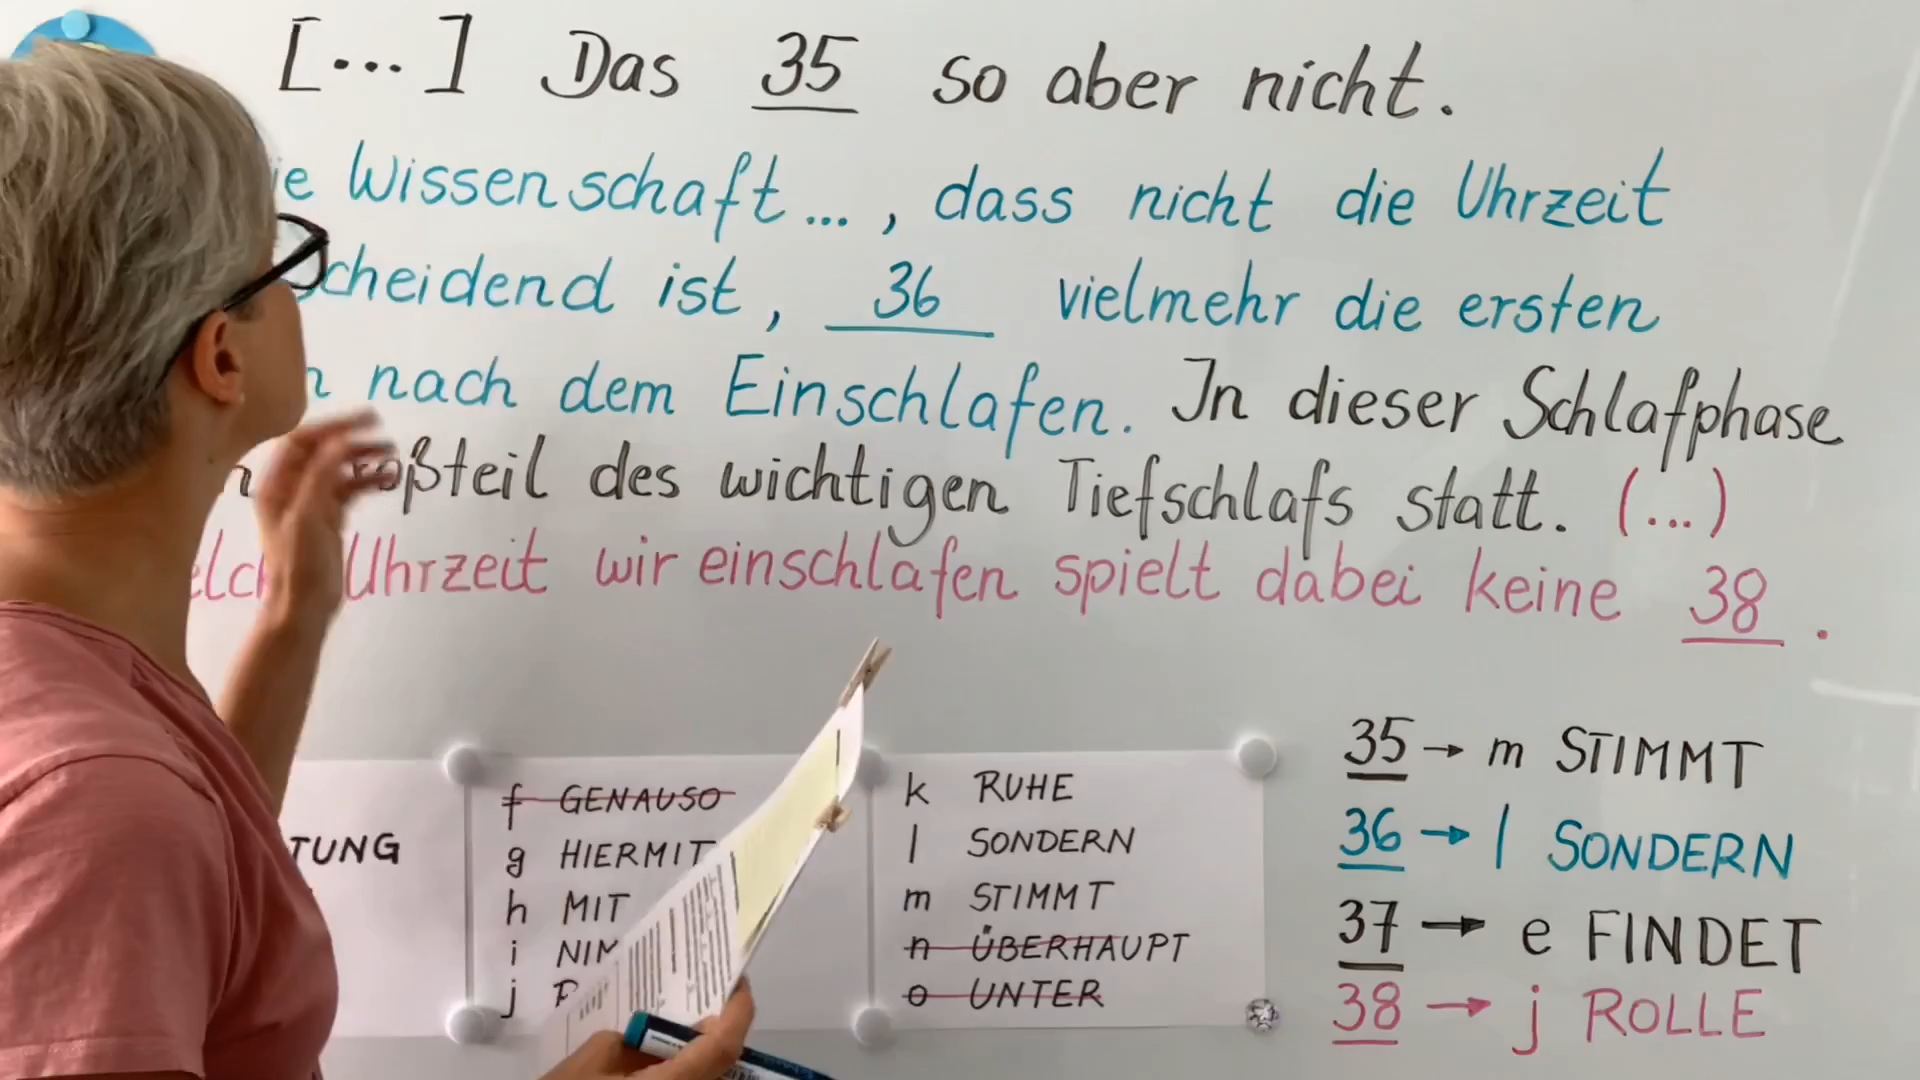 [...] Das 35 so aber nicht.
Wissenschaft..., dass nicht die Uhrzeit
cheidend ist, 36 vielmehr die ersten
nach dem Einschlafen. In dieser Schlafphase
oßteil des wichtigen Tiefschlafs statt. (...)
Uhrzeit wir einschlafen spielt dabei keine 38.
TUNG
f GENAUSO
g HIERMIT
h MIT
i NIM
j
k RUHE
l SONDERN
m STIMMT
n ÜBERHAUPT
o UNTER
35 → m STIMMT
36 → l SONDERN
37 → e FINDET
38 → j ROLLE